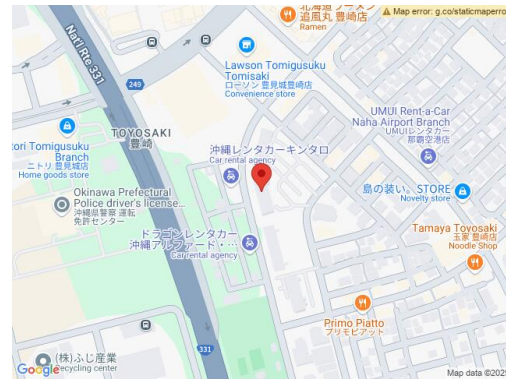 北海道ラーメン
追風丸 豊崎店
Ramen
Map error: g.co/staticmaperro
Nat'l Rte 331
Lawson Tomigusuku
Tomisaki
ローソン 豊見城豊崎店
Convenience store
249
UMUI Rent-a-Car
Naha Airport Branch
UMUIレンタカー
那覇空港店
TOYOSAKI
豊崎
tori Tomigusuku
Branch
ニトリ 豊見城店
Home goods store
沖縄レンタカーキンタロ
Car rental agency
島の装い。STORE
Novelty store
Okinawa Prefectural
Police driver's license...
沖縄県警察 運転
免許センター
ドラゴンレンタカー
沖縄アルファード・…
Car rental agency
Tamaya Toyosaki
玉家 豊崎店
Noodle Shop
Primo Piatto
プリモピアット
331
(株)ふじ産業
Recycling center
Google
Map data ©2025